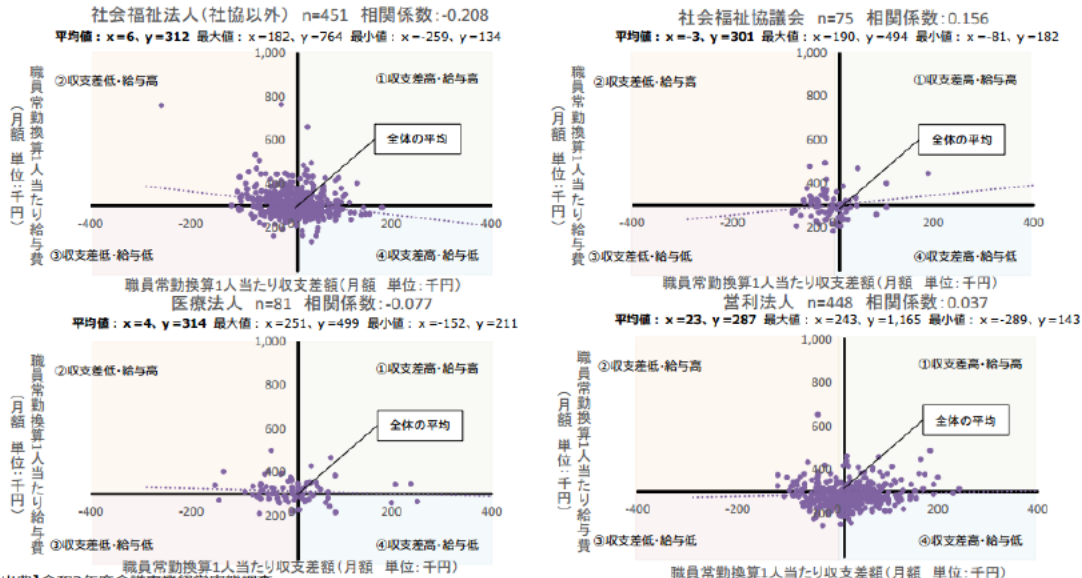 社会福祉法人(社協以外) n=451 相関係数:-0.208
平均値：x=6、y=312 最大値：x=182、y=764 最小値：x=-259、y=134
1,000
②収支差低・給与高
①収支差高・給与高
800
600
全体の平均
400
-400
-200
200
400
200
③収支差低・給与低
④収支差高・給与低
職員常勤換算1人当たり給与費
(月額 単位:千円)
職員常勤換算1人当たり収支差額(月額 単位:千円)
社会福祉協議会 n=75 相関係数:0.156
平均値：x=-3、y=301 最大値：x=190、y=494 最小値：x=-81、y=182
1,000
②収支差低・給与高
①収支差高・給与高
800
600
全体の平均
400
-400
-200
200
400
200
③収支差低・給与低
④収支差高・給与低
職員常勤換算1人当たり給与費
(月額 単位:千円)
職員常勤換算1人当たり収支差額(月額 単位:千円)
医療法人 n=81 相関係数:-0.077
平均値：x=4、y=314 最大値：x=251、y=499 最小値：x=-152、y=211
1,000
②収支差低・給与高
①収支差高・給与高
800
600
全体の平均
400
-400
-200
200
400
200
③収支差低・給与低
④収支差高・給与低
職員常勤換算1人当たり給与費
(月額 単位:千円)
職員常勤換算1人当たり収支差額(月額 単位:千円)
営利法人 n=448 相関係数:0.037
平均値：x=23、y=287 最大値：x=243、y=1,165 最小値：x=-289、y=143
1,000
②収支差低・給与高
①収支差高・給与高
800
600
全体の平均
400
-400
-200
200
400
③収支差低・給与低
④収支差高・給与低
職員常勤換算1人当たり給与費
(月額 単位:千円)
職員常勤換算1人当たり収支差額(月額 単位:千円)